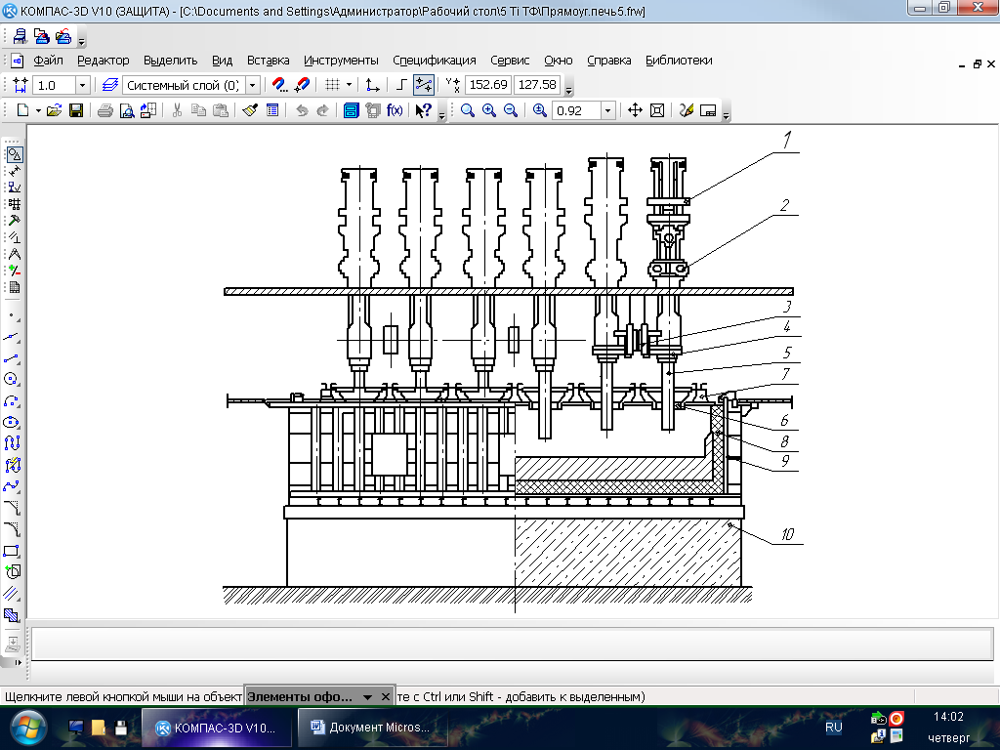 КОМПАС-3D V10 (ЗАЩИТА) - [C:\Documents and Settings\Администратор\Рабочий стол\5 Ti ТФ\Прямоуг.печь5.frw]
Файл Редактор Выделить Вид Вставка Инструменты Спецификация Сервис Окно Справка Библиотеки
1.0 Системный слой (0) 152.69 127.58
f(x) 0.92
1
2
3
4
5
7
6
8
9
10
Щелкните левой кнопкой мыши на объект Элементы офо... те с Ctrl или Shift - добавить к выделенным)
КОМПАС-3D V10... Документ Micros... RU 14:02
четверг